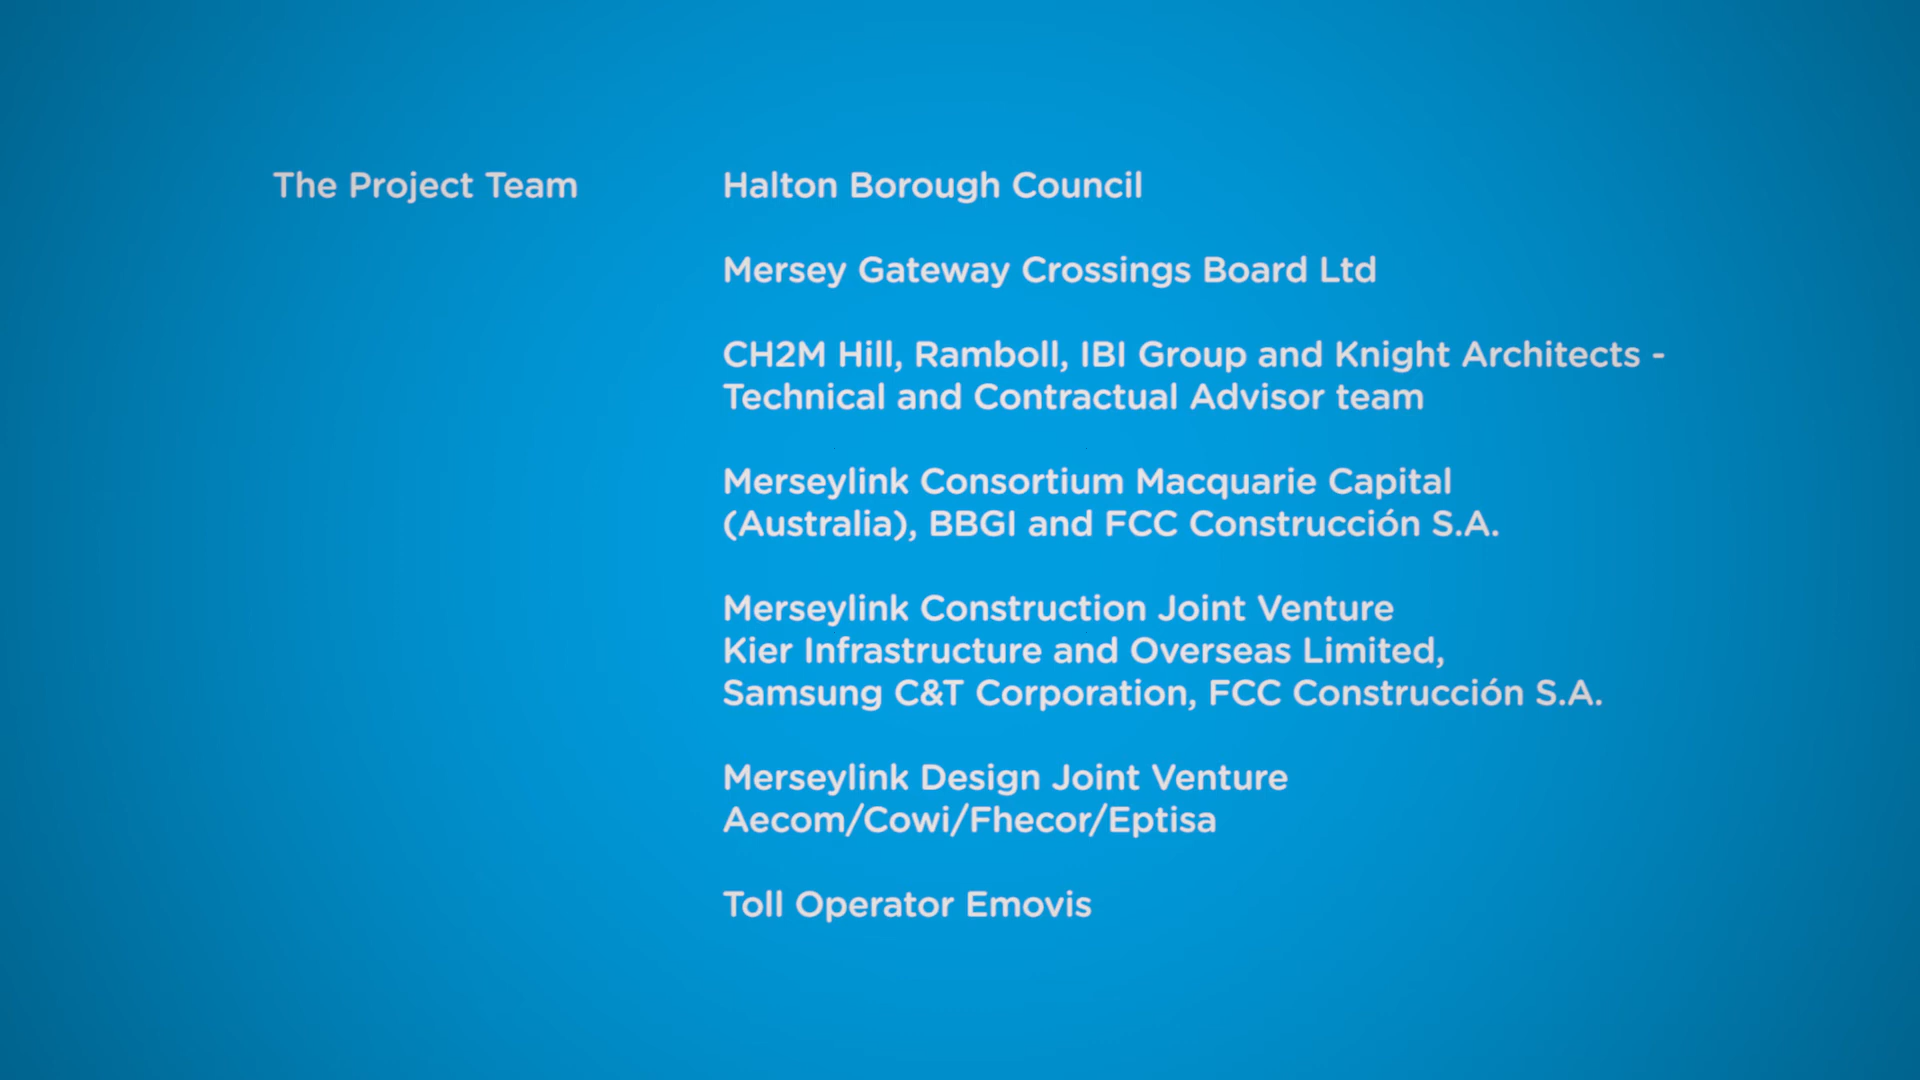 The Project Team
Halton Borough Council
Mersey Gateway Crossings Board Ltd
CH2M Hill, Ramboll, IBI Group and Knight Architects -
Technical and Contractual Advisor team
Merseylink Consortium Macquarie Capital
(Australia), BBGI and FCC Construcción S.A.
Merseylink Construction Joint Venture
Kier Infrastructure and Overseas Limited,
Samsung C&T Corporation, FCC Construcción S.A.
Merseylink Design Joint Venture
Aecom/Cowi/Fhecor/Eptisa
Toll Operator Emovis